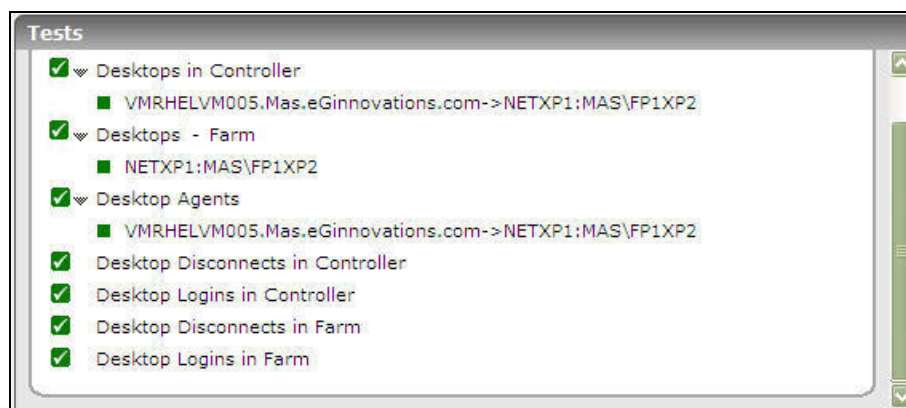 Tests
Desktops in Controller
VMRHELVM005.Mas.eGinnovations.com->NETXP1:MAS\FP1XP2
Desktops - Farm
NETXP1:MAS\FP1XP2
Desktop Agents
VMRHELVM005.Mas.eGinnovations.com->NETXP1:MAS\FP1XP2
Desktop Disconnects in Controller
Desktop Logins in Controller
Desktop Disconnects in Farm
Desktop Logins in Farm